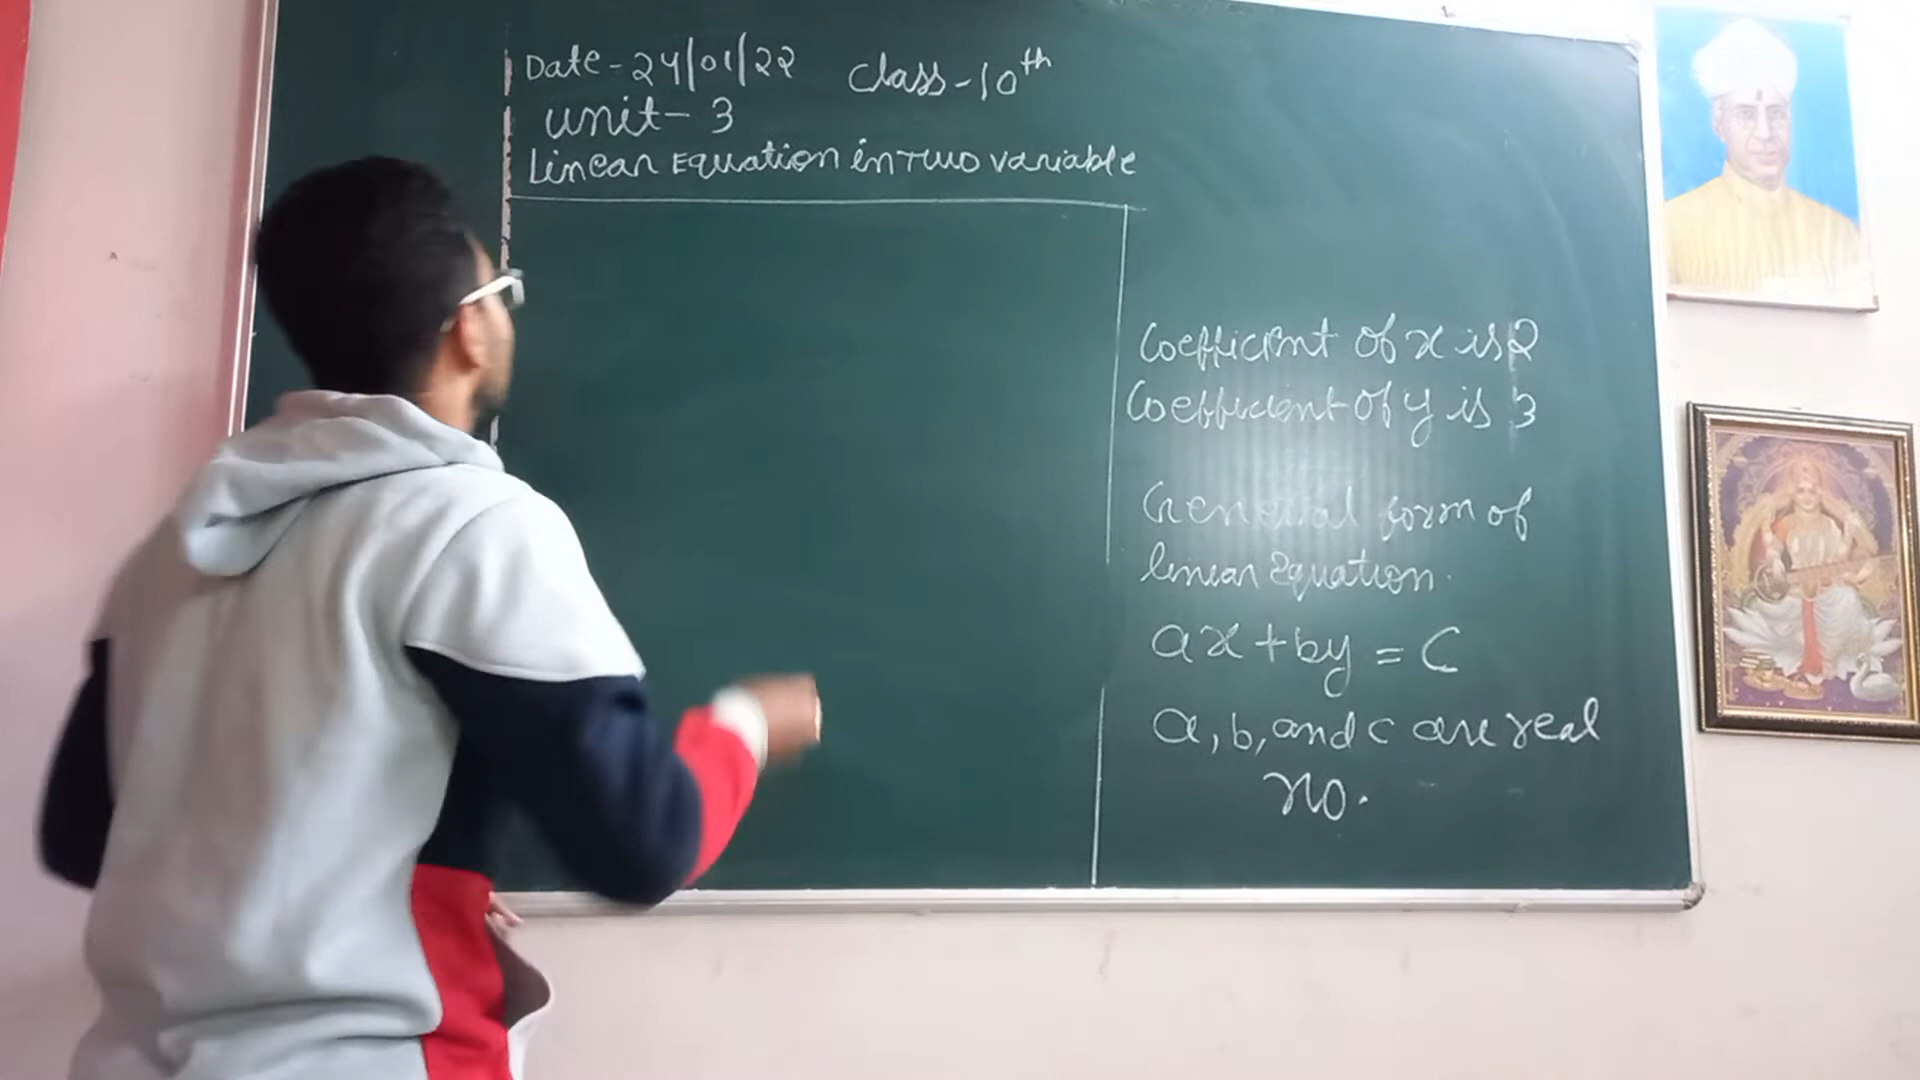 Date - 24/01/22 Class - 10th
unit - 3
Linear Equation in Two variable
Coefficient of x is 2
Coefficient of y is 3
General form of
linear Equation.
ax + by = C
a, b, and c are real
no.